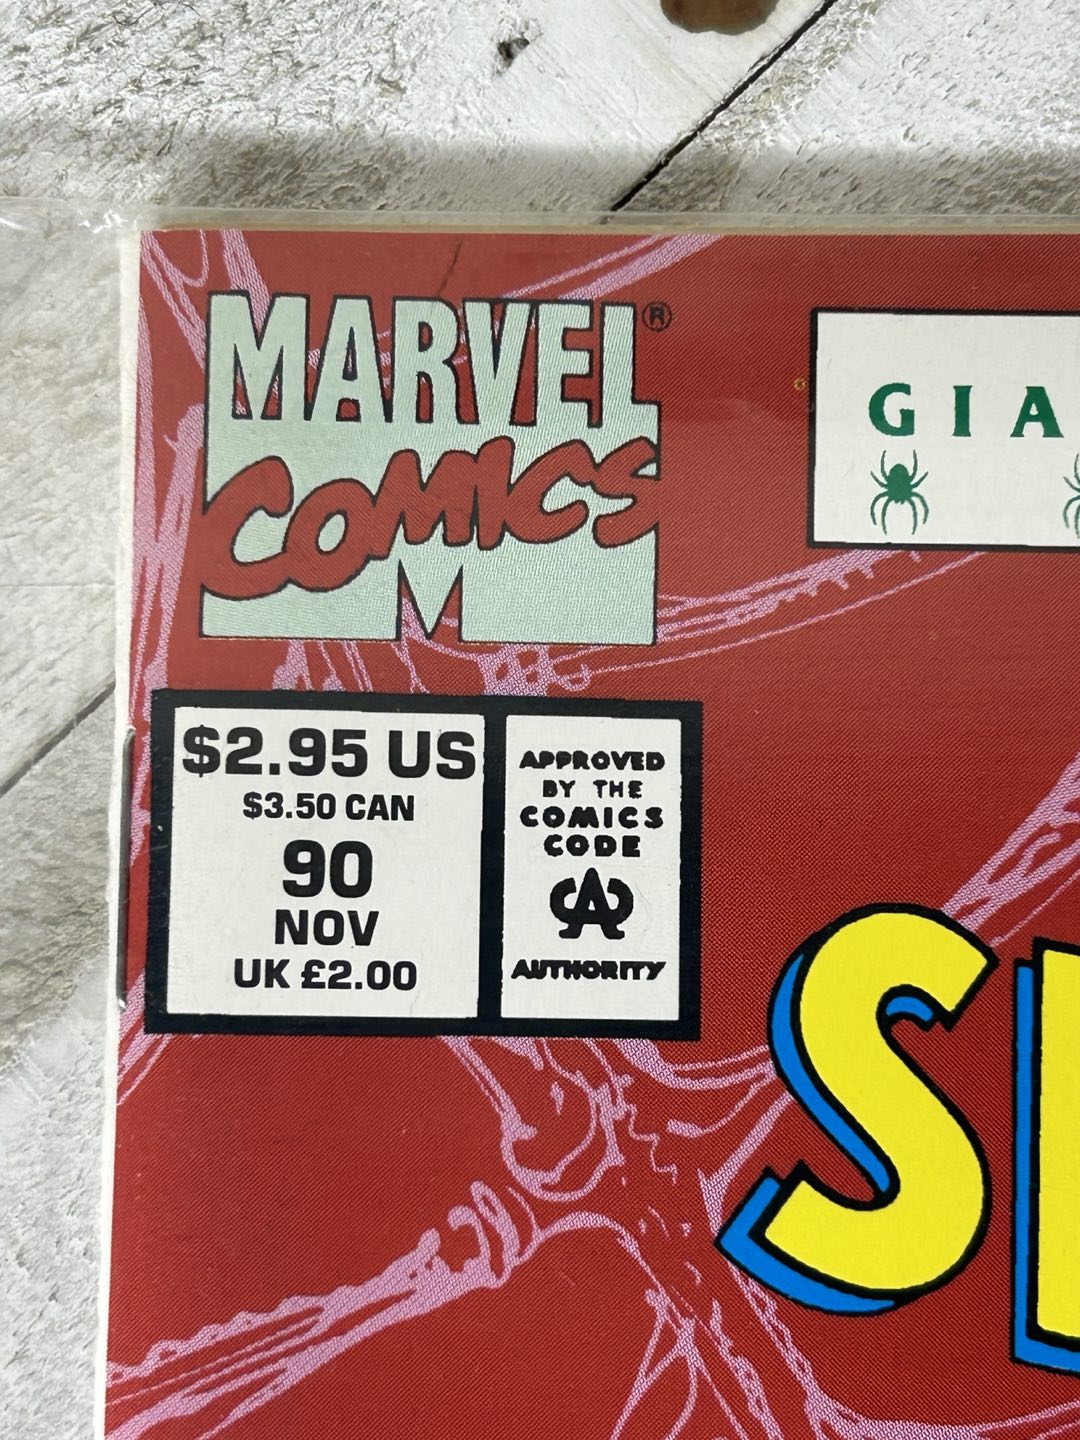 MARVEL®
COMICS
M
GIA
$2.95 US
$3.50 CAN
90
NOV
UK £2.00
APPROVED
BY THE
COMICS
CODE
CA
AUTHORITY
S